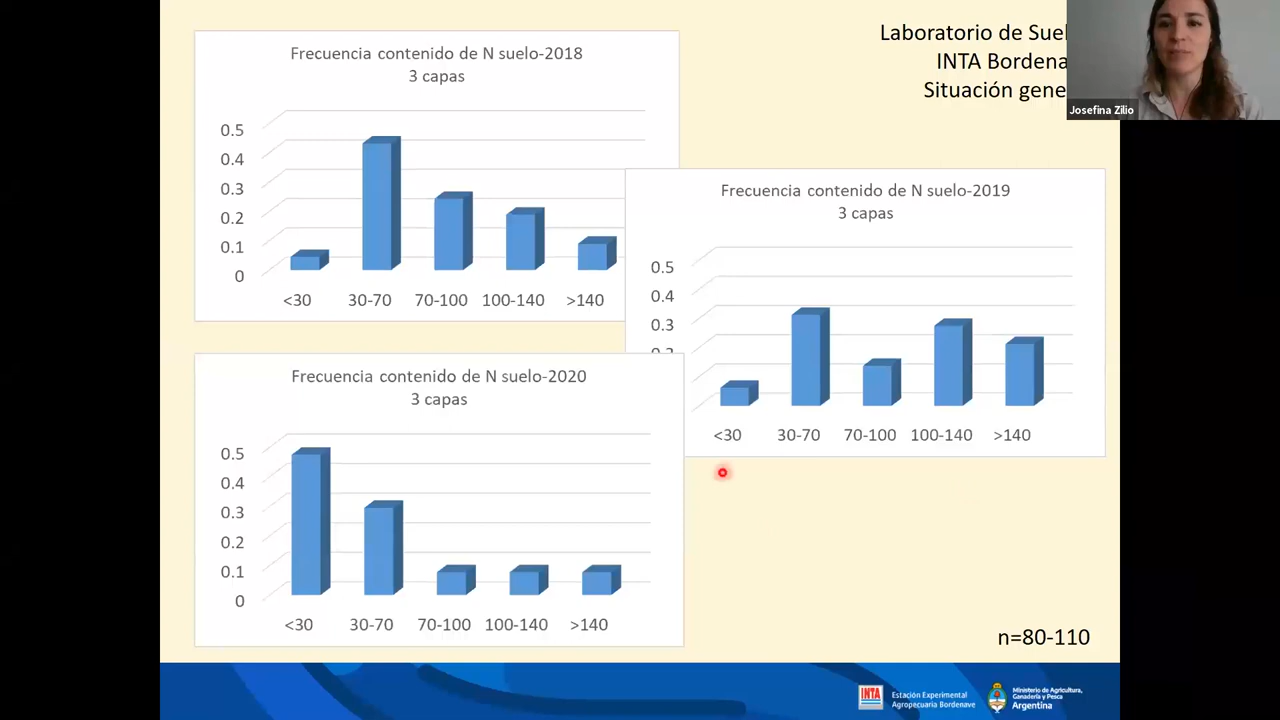 Frecuencia contenido de N suelo-2018
3 capas
0.5
0.4
0.3
0.2
0.1
0
<30 30-70 70-100 100-140 >140
Laboratorio de
INTA
Situación
Josefina Zilio
Frecuencia contenido de N suelo-2019
3 capas
0.5
0.4
0.3
<30 30-70 70-100 100-140 >140
Frecuencia contenido de N suelo-2020
3 capas
0.5
0.4
0.3
0.2
0.1
0
<30 30-70 70-100 100-140 >140
n=80-110
INTA
Estación Experimental
Agropecuaria Bordenave
Ministerio de Agricultura,
Ganadería y Pesca
Argentina